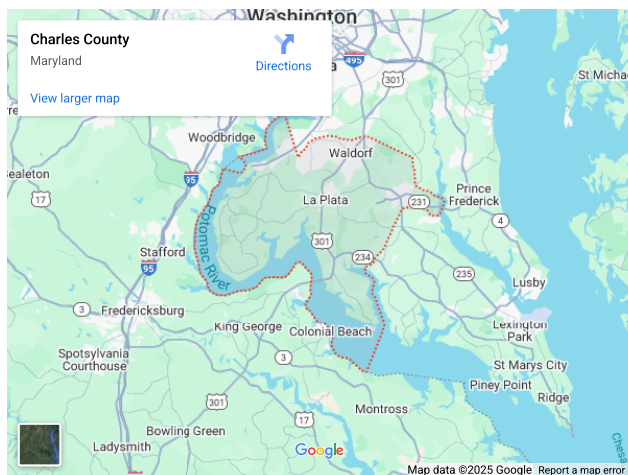 Washington
Charles County
Maryland
Directions
View larger map
495
301
St Micha
Woodbridge
Waldorf
95
ealeton
17
La Plata
231
Prince
Frederick
4
Potomac River
301
234
Stafford
95
235
Lusby
3
Fredericksburg
King George
Colonial Beach
Lexington
Park
Spotsylvania
Courthouse
3
St Marys City
Piney Point
Ridge
301
17
Montross
Bowling Green
Ladysmith
Google
Chesa
Map data ©2025 Google
Report a map error